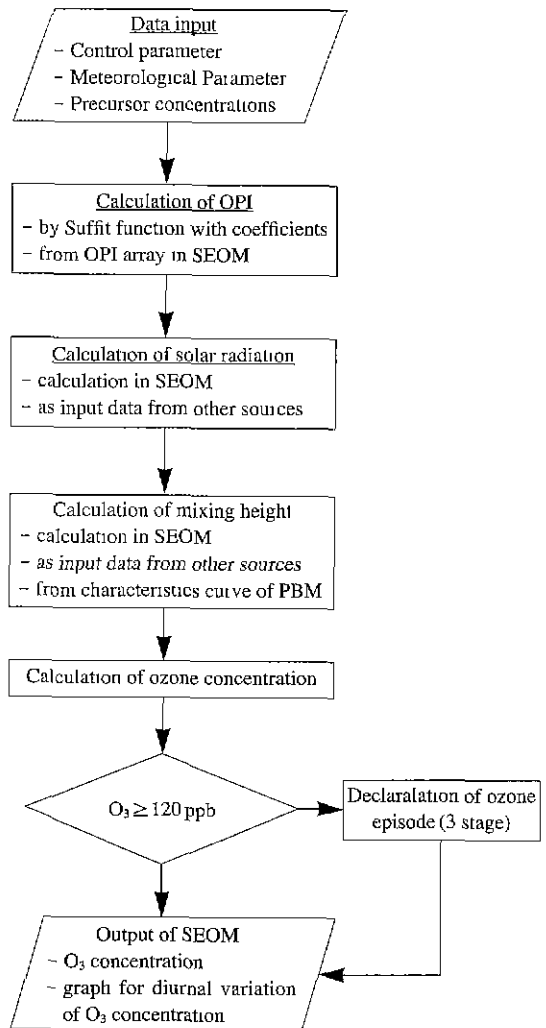 Data input
- Control parameter
- Meteorological Parameter
- Precursor concentrations
Calculation of OPI
- by Suffit function with coefficients
- from OPI array in SEOM
Calculation of solar radiation
- calculation in SEOM
- as input data from other sources
Calculation of mixing height
- calculation in SEOM
- as input data from other sources
- from characteristics curve of PBM
Calculation of ozone concentration
O₃ ≥ 120 ppb
Declaralation of ozone
episode (3 stage)
Output of SEOM
- O₃ concentration
- graph for diurnal variation
of O₃ concentration